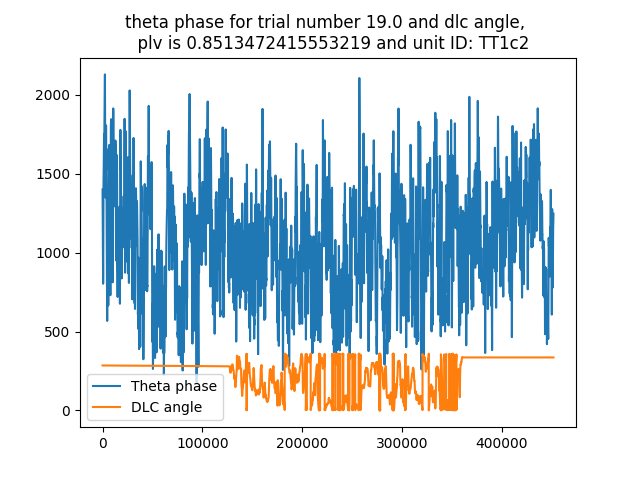 theta phase for trial number 19.0 and dlc angle,
plv is 0.8513472415553219 and unit ID: TT1c2
2000
1500
1000
500
0
Theta phase
DLC angle
0 100000 200000 300000 400000